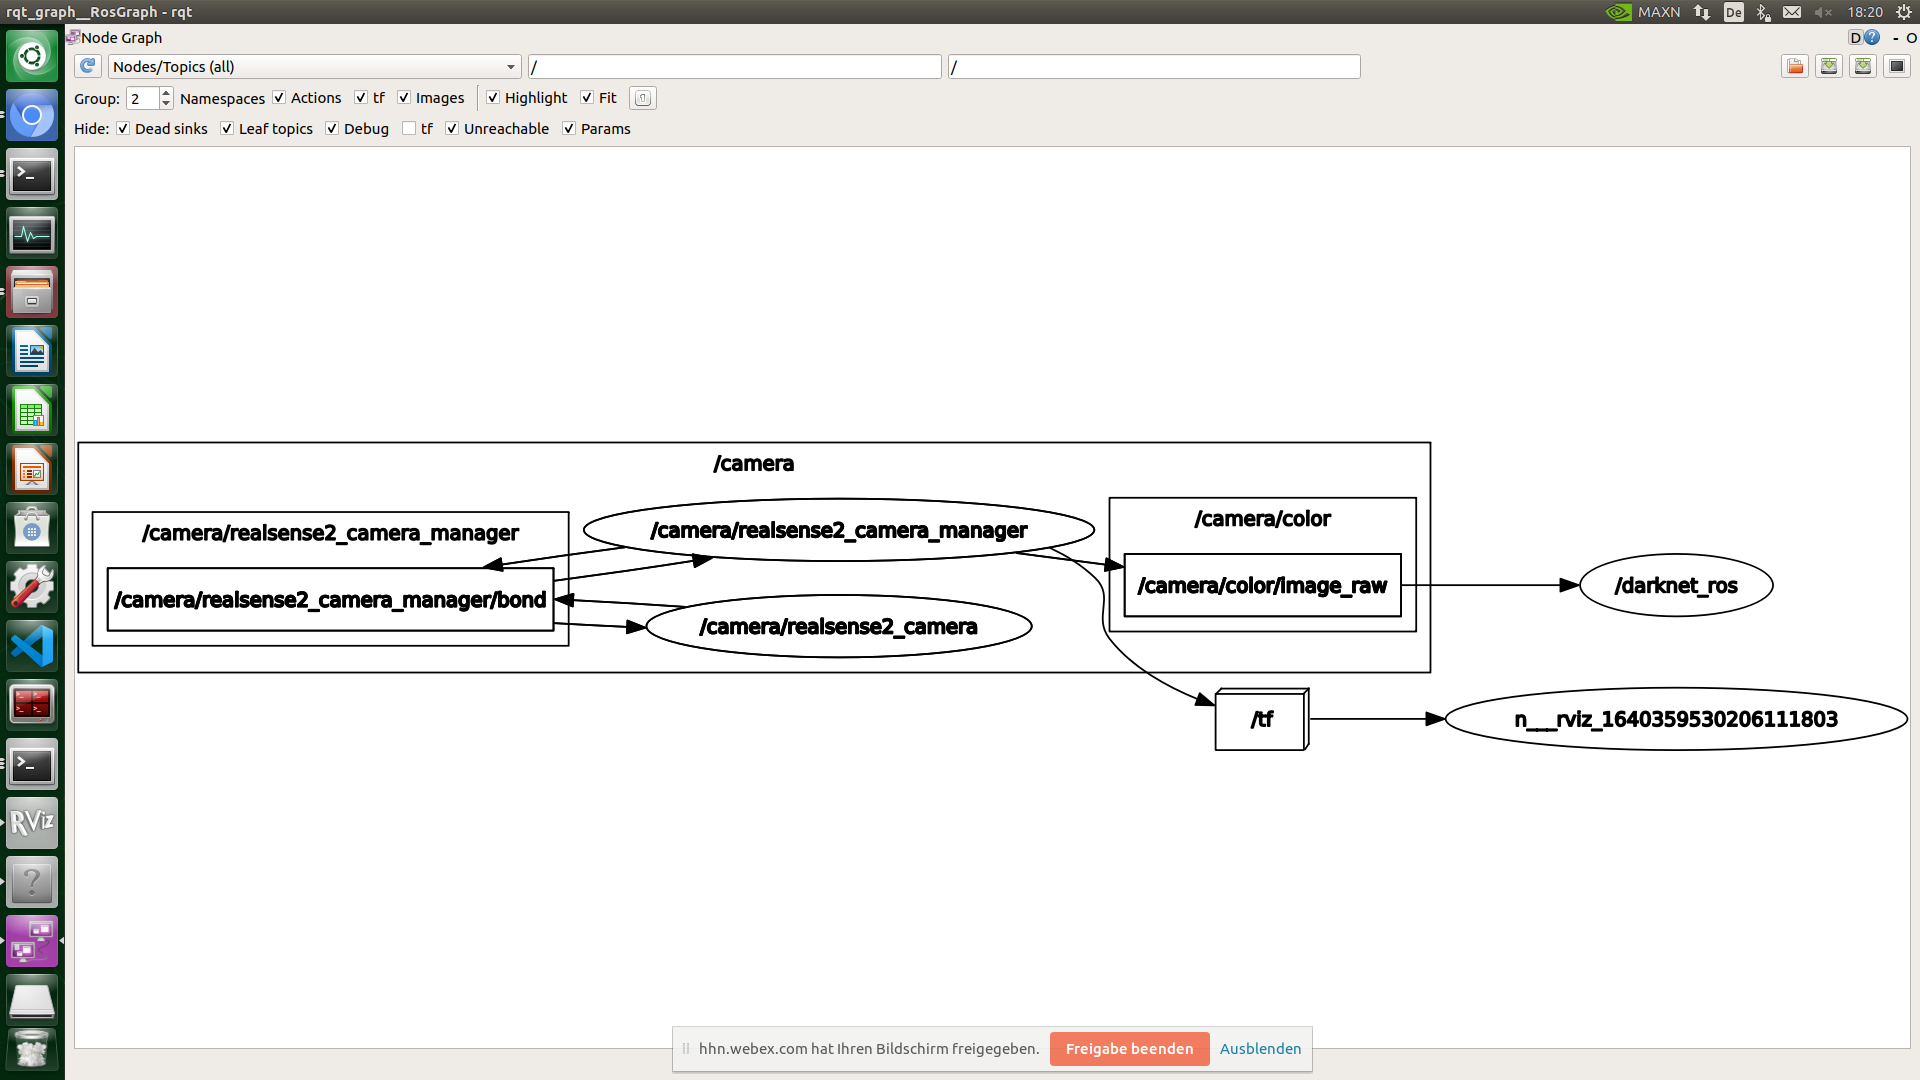 rqt_graph__RosGraph - rqt
MAXN De 18:20
Node Graph
D ? - O
Nodes/Topics (all) / /
Group: 2 Namespaces Actions tf Images Highlight Fit
Hide: Dead sinks Leaf topics Debug tf Unreachable Params
/camera
/camera/realsense2_camera_manager
/camera/realsense2_camera_manager
/camera/color
/camera/realsense2_camera_manager/bond
/camera/color/image_raw
/darknet_ros
/camera/realsense2_camera
/tf
n___rviz_1640359530206111803
RViz
?
hhn.webex.com hat Ihren Bildschirm freigegeben. Freigabe beenden Ausblenden